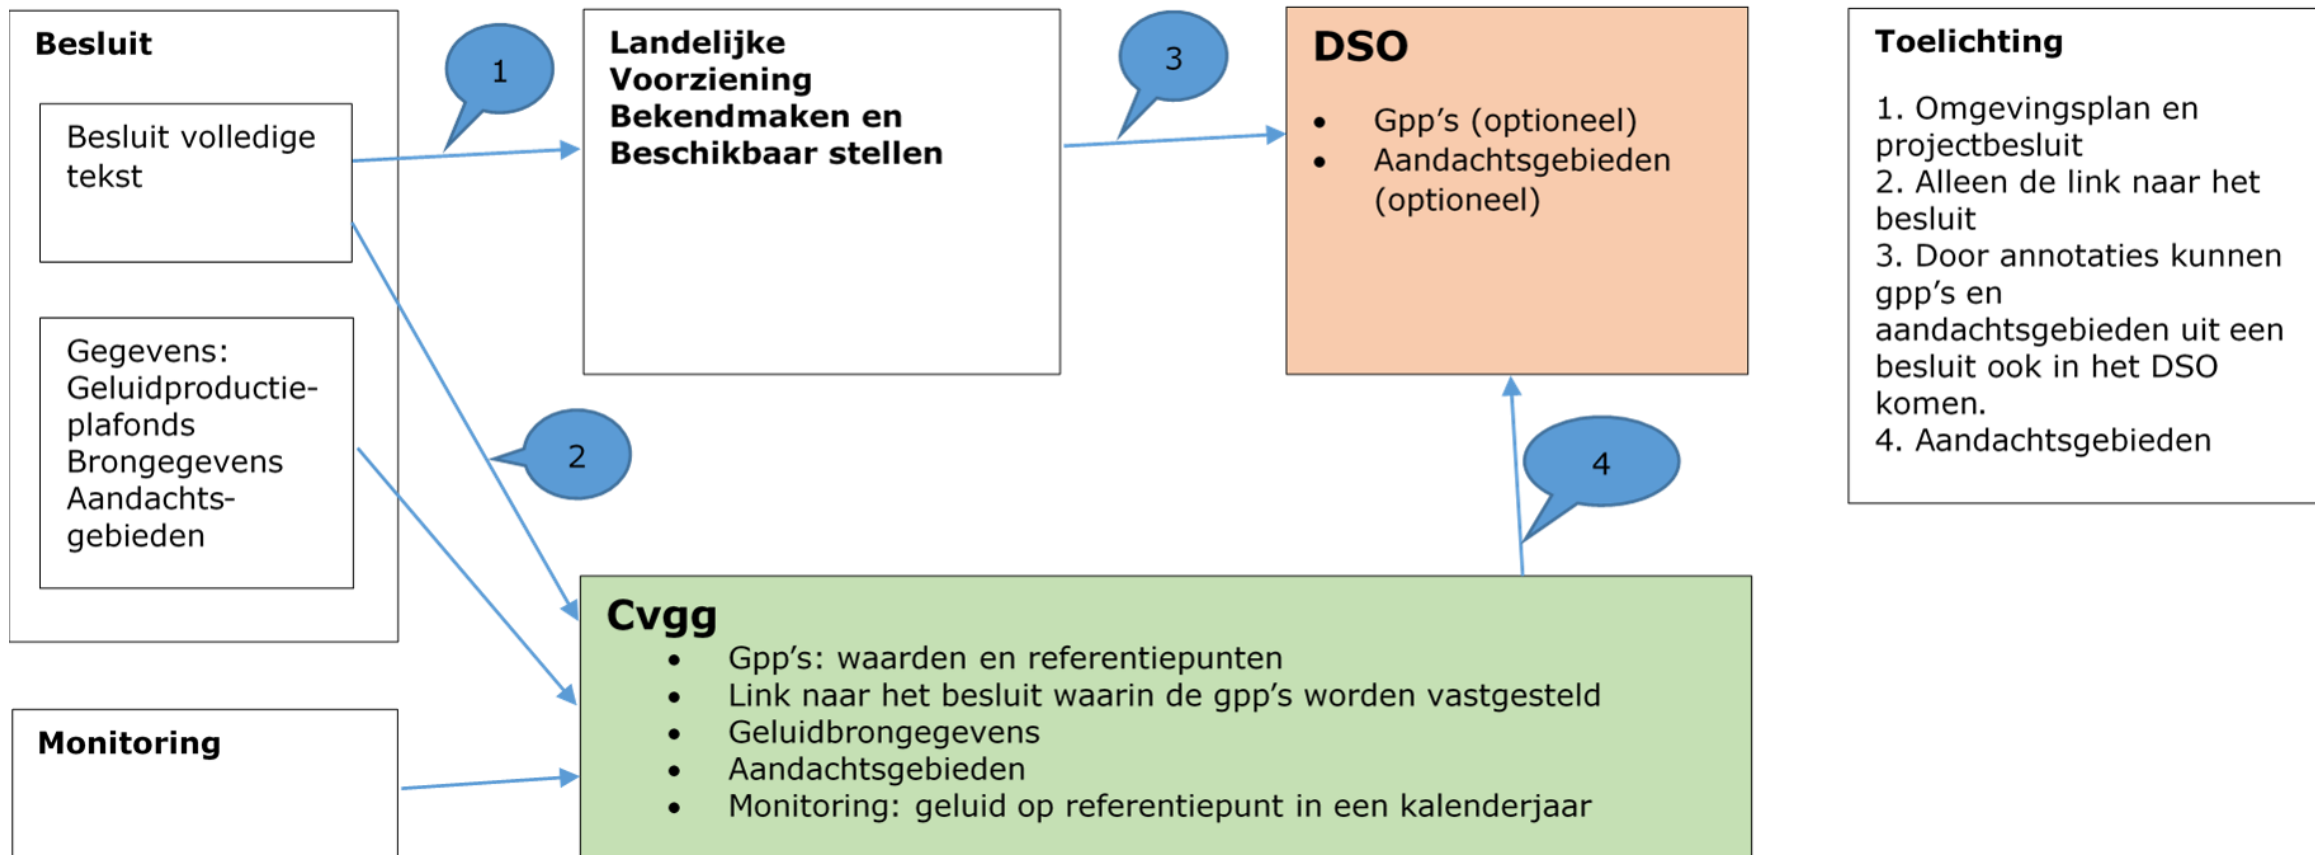 Besluit
Besluit volledige
tekst
Gegevens:
Geluidproductie-
plafonds
Brongegevens
Aandachts-
gebieden
Monitoring
1
Landelijke
Voorziening
Bekendmaken en
Beschikbaar stellen
3
DSO
• Gpp’s (optioneel)
• Aandachtsgebieden
(optioneel)
2
4
Cvgg
• Gpp’s: waarden en referentiepunten
• Link naar het besluit waarin de gpp’s worden vastgesteld
• Geluidbrongegevens
• Aandachtsgebieden
• Monitoring: geluid op referentiepunt in een kalenderjaar
Toelichting
1. Omgevingsplan en
projectbesluit
2. Alleen de link naar het
besluit
3. Door annotaties kunnen
gpp’s en
aandachtsgebieden uit een
besluit ook in het DSO
komen.
4. Aandachtsgebieden